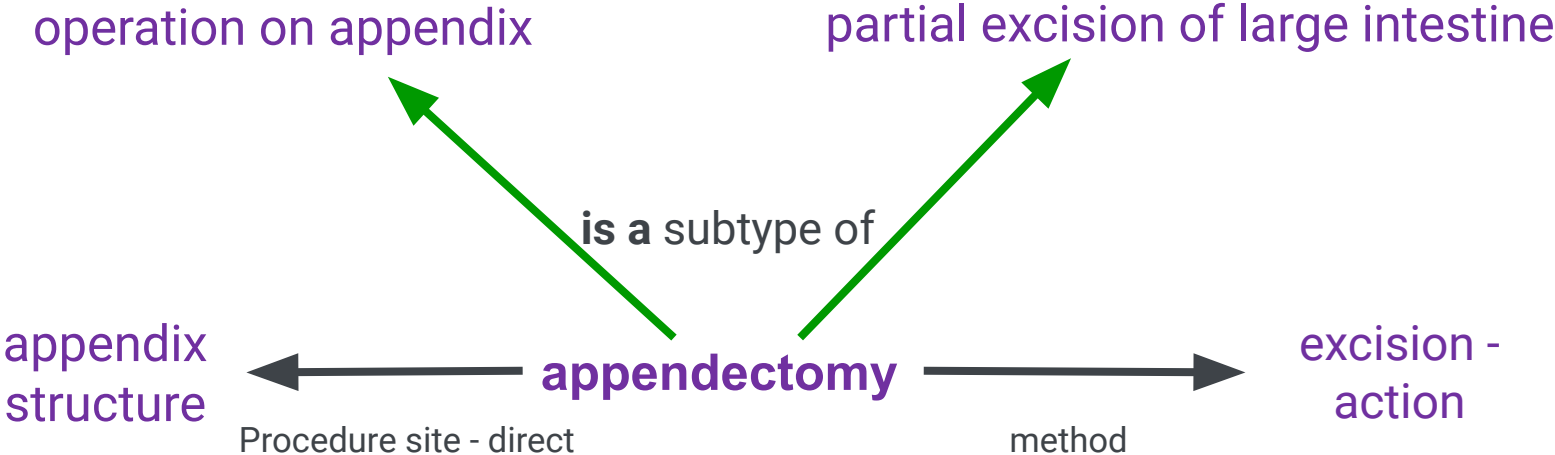 operation on appendix
partial excision of large intestine
is a subtype of
appendix
structure
appendectomy
excision -
action
Procedure site - direct
method